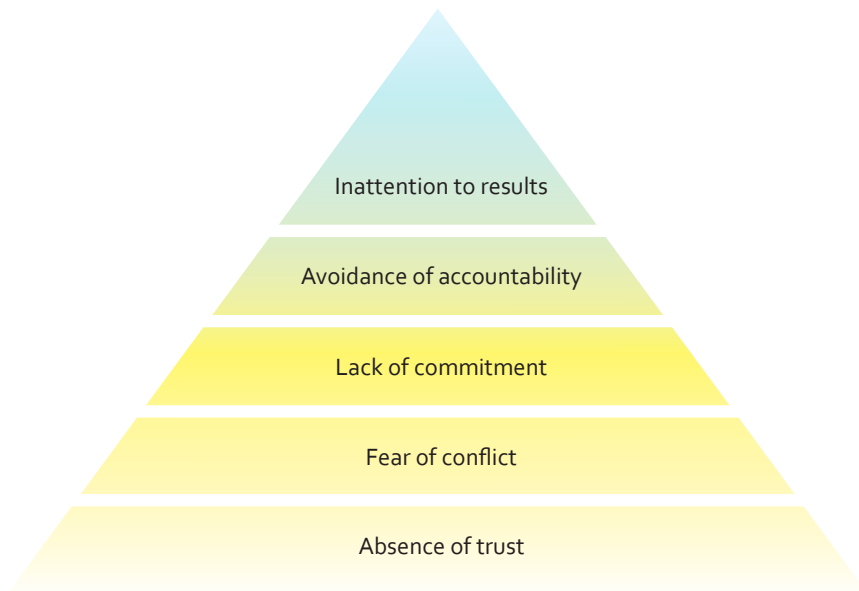 Inattention to results
Avoidance of accountability
Lack of commitment
Fear of conflict
Absence of trust